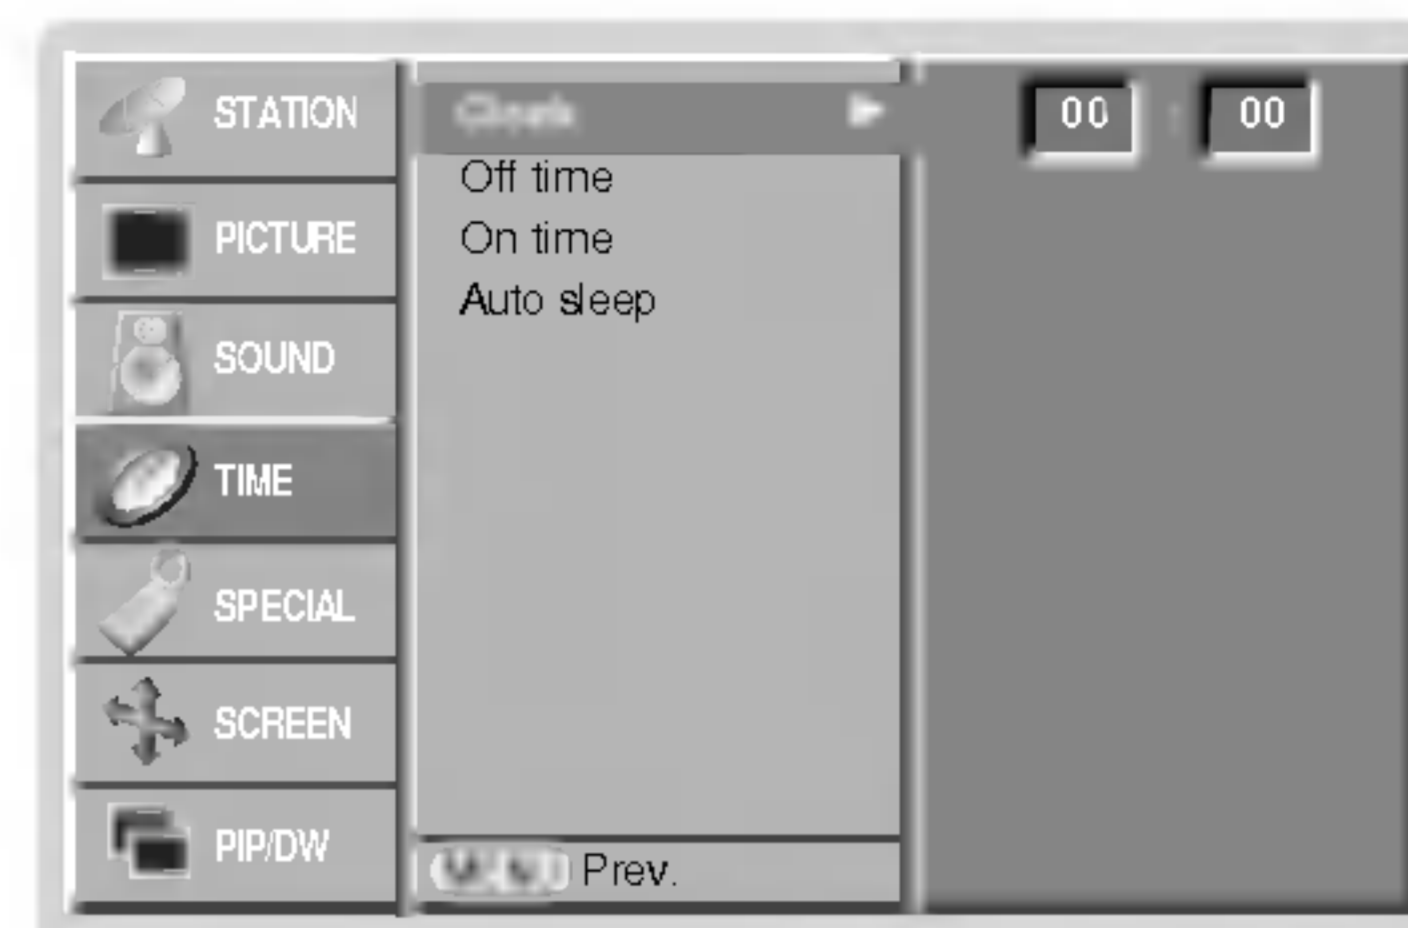 STATION
PICTURE
SOUND
TIME
SPECIAL
SCREEN
PIP/DW
Off time
On time
Auto sleep
Prev.
00 : 00